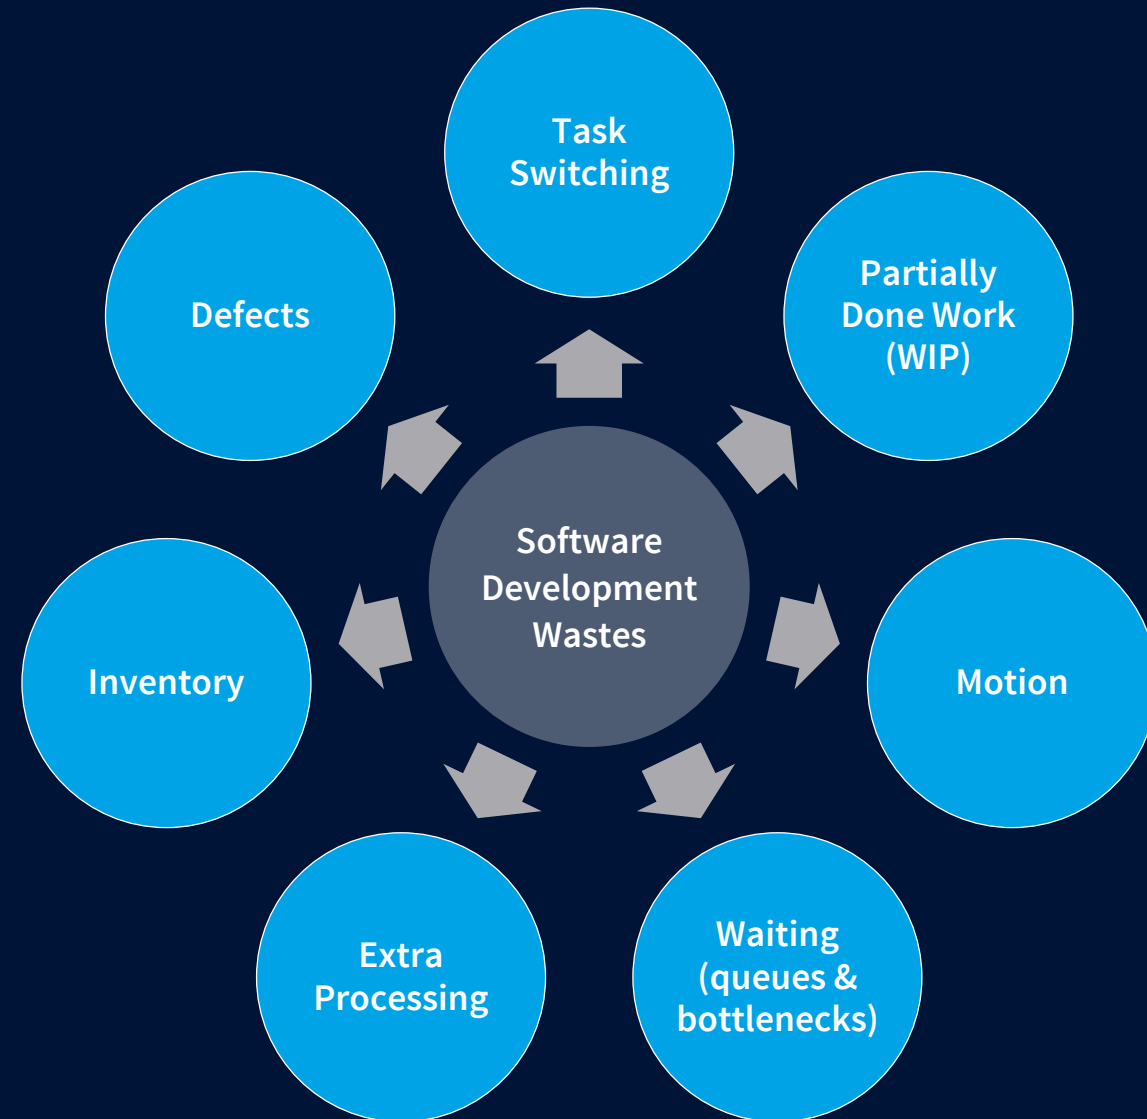 Task
Switching
Partially
Done Work
(WIP)
Defects
Software
Development
Wastes
Inventory
Motion
Extra
Processing
Waiting
(queues &
bottlenecks)